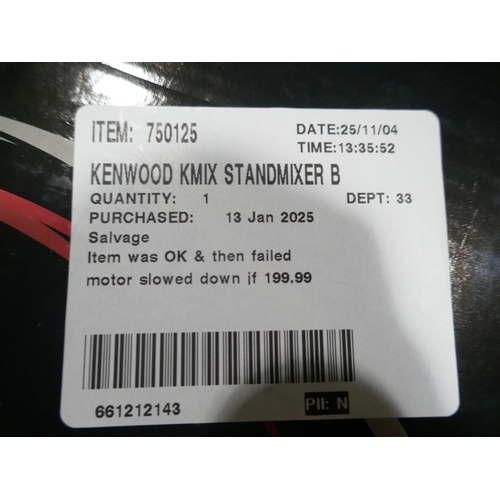 ITEM: 750125 DATE:25/11/04
TIME:13:35:52
KENWOOD KMIX STANDMIXER B
QUANTITY: 1 DEPT: 33
PURCHASED: 13 Jan 2025
Salvage
Item was OK & then failed
motor slowed down jf 199.99
661212143 PII: N